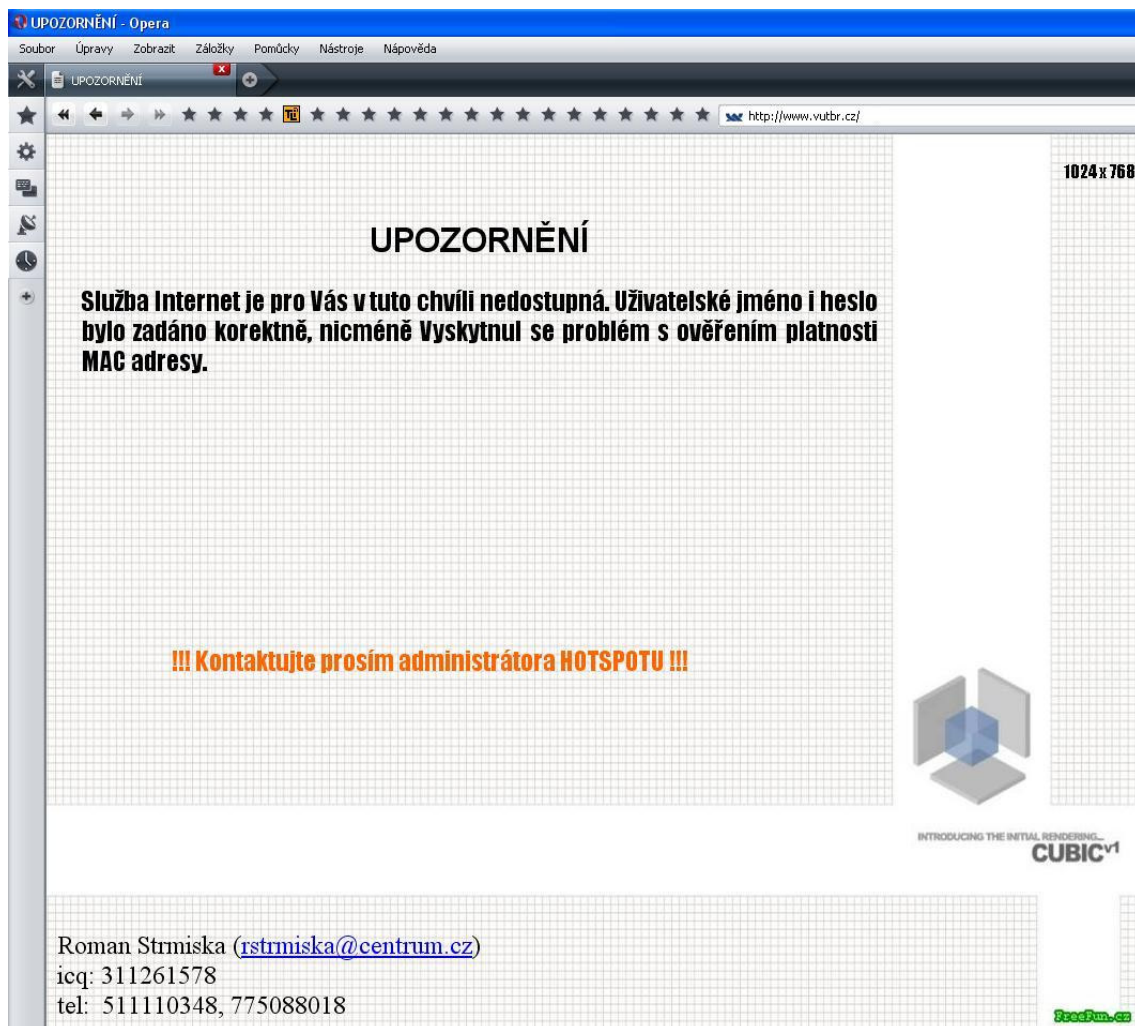 UPOZORNĚNÍ - Opera
Soubor Úpravy Zobrazit Záložky Pomůcky Nástroje Nápověda
UPOZORNĚNÍ
http://www.vutbr.cz/
1024 x 768
UPOZORNĚNÍ
Služba Internet je pro Vás v tuto chvíli nedostupná. Uživatelské jméno i heslo
bylo zadáno korektně, nicméně Vyskytnul se problém s ověřením platnosti
MAC adresy.
!!! Kontaktujte prosím administrátora HOTSPOTU !!!
INTRODUCING THE INITIAL RENDERING...
CUBICv1
Roman Strmiska (rstrmiska@centrum.cz)
icq: 311261578
tel: 511110348, 775088018
FreeFun.cz